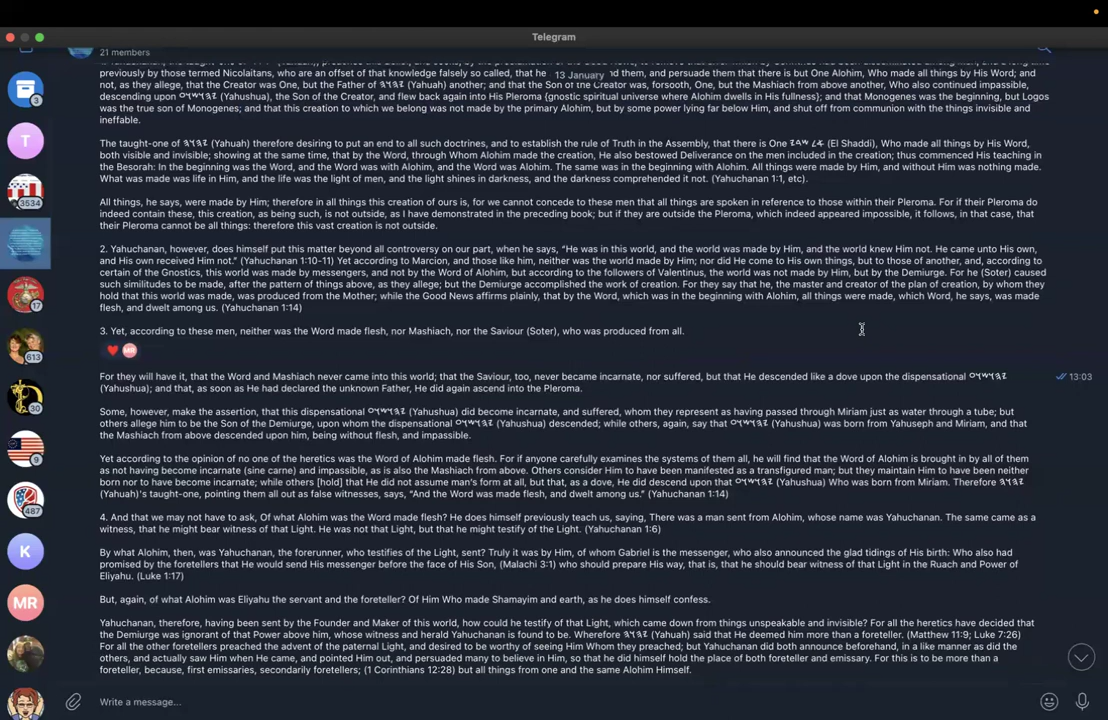 Telegram
21 members
13 January
previously by those termed Nicolaitans, who are an offset of that knowledge falsely so called, that he nd them, and persuade them that there is but One Alohim, Who made all things by His Word; and
not, as they allege, that the Creator was One, but the Father of 𐤉𐤄𐤅𐤄 (Yahuah) another; and that the Son of the Creator was, forsooth, One, but the Mashiach from above another, Who also continued impassible,
descending upon (Yahushua), the Son of the Creator, and flew back again into His Pleroma {gnostic spiritual universe where Alohim dwells in His fullness}; and that Monogenes was the beginning, but Logos
was the true son of Monogenes; and that this creation to which we belong was not made by the primary Alohim, but by some power lying far below Him, and shut off from communion with the things invisible and
ineffable.
The taught-one of 𐤉𐤄𐤅𐤄 (Yahuah) therefore desiring to put an end to all such doctrines, and to establish the rule of Truth in the Assembly, that there is One (El Shaddi), Who made all things by His Word,
both visible and invisible; showing at the same time, that by the Word, through Whom Alohim made the creation, He also bestowed Deliverance on the men included in the creation; thus commenced His teaching in
the Besorah: In the beginning was the Word, and the Word was with Alohim, and the Word was Alohim. The same was in the beginning with Alohim. All things were made by Him, and without Him was nothing made.
What was made was life in Him, and the life was the light of men, and the light shines in darkness, and the darkness comprehended it not. (Yahuchanan 1:1, etc).
All things, he says, were made by Him; therefore in all things this creation of ours is, for we cannot concede to these men that all things are spoken in reference to those within their Pleroma. For if their Pleroma do
indeed contain these, this creation, as being such, is not outside, as I have demonstrated in the preceding book; but if they are outside the Pleroma, which indeed appeared impossible, it follows, in that case, that
their Pleroma cannot be all things: therefore this vast creation is not outside.
2. Yahuchanan, however, does himself put this matter beyond all controversy on our part, when he says, “He was in this world, and the world was made by Him, and the world knew Him not. He came unto His own,
and His own received Him not.” (Yahuchanan 1:10-11) Yet according to Marcion, and those like him, neither was the world made by Him; nor did He come to His own things, but to those of another. and, according to
certain of the Gnostics, this world was made by messengers, and not by the Word of Alohim, but according to the followers of Valentinus, the world was not made by Him, but by the Demiurge. For he (Soter) caused
such similitudes to be made, after the pattern of things above, as they allege; but the Demiurge accomplished the work of creation. For they say that he, the master and creator of the plan of creation, by whom they
hold that this world was made, was produced from the Mother; while the Good News affirms plainly, that by the Word, which was in the beginning with Alohim, all things were made, which Word, he says, was made
flesh, and dwelt among us. (Yahuchanan 1:14)
3. Yet, according to these men, neither was the Word made flesh, nor Mashiach, nor the Saviour (Soter), who was produced from all.
MR
For they will have it, that the Word and Mashiach never came into this world; that the Saviour, too, never became incarnate, nor suffered, but that He descended like a dove upon the dispensational
13:03
(Yahushua); and that, as soon as He had declared the unknown Father, He did again ascend into the Pleroma.
Some, however, make the assertion, that this dispensational (Yahushua) did become incarnate, and suffered, whom they represent as having passed through Miriam just as water through a tube; but
others allege him to be the Son of the Demiurge, upon whom the dispensational (Yahushua) descended; while others, again, say that (Yahushua) was born from Yahuseph and Miriam, and that
the Mashiach from above descended upon him, being without flesh, and impassible.
Yet according to the opinion of no one of the heretics was the Word of Alohim made flesh. For if anyone carefully examines the systems of them all, he will find that the Word of Alohim is brought in by all of them
as not having become incarnate (sine carne) and impassible, as is also the Mashiach from above. Others consider Him to have been manifested as a transfigured man; but they maintain Him to have been neither
born nor to have become incarnate; while others [hold] that He did not assume man's form at all, but that, as a dove, He did descend upon that (Yahushua) Who was born from Miriam. Therefore 𐤉𐤄𐤅𐤄
(Yahuah)'s taught-one, pointing them all out as false witnesses, says, “And the Word was made flesh, and dwelt among us.” (Yahuchanan 1:14)
4. And that we may not have to ask, Of what Alohim was the Word made flesh? He does himself previously teach us, saying, There was a man sent from Alohim, whose name was Yahuchanan. The same came as a
witness, that he might bear witness of that Light. He was not that Light, but that he might testify of the Light. (Yahuchanan 1:6)
By what Alohim, then, was Yahuchanan, the forerunner, who testifies of the Light, sent? Truly it was by Him, of whom Gabriel is the messenger, who also announced the glad tidings of His birth: Who also had
promised by the foretellers that He would send His messenger before the face of His Son, (Malachi 3:1) who should prepare His way, that is, that he should bear witness of that Light in the Ruach and Power of
Eliyahu. (Luke 1:17)
But, again, of what Alohim was Eliyahu the servant and the foreteller? Of Him Who made Shamayim and earth, as he does himself confess.
Yahuchanan, therefore, having been sent by the Founder and Maker of this world, how could he testify of that Light, which came down from things unspeakable and invisible? For all the heretics have decided that
the Demiurge was ignorant of that Power above him, whose witness and herald Yahuchanan is found to be. Wherefore 𐤉𐤄𐤅𐤄 (Yahuah) said that He deemed him more than a foreteller. (Matthew 11:9; Luke 7:26)
For all the other foretellers preached the advent of the paternal Light, and desired to be worthy of seeing Him Whom they preached; but Yahuchanan did both announce beforehand, in a like manner as did the
others, and actually saw Him when He came, and pointed Him out, and persuaded many to believe in Him, so that he did himself hold the place of both foreteller and emissary. For this is to be more than a
foreteller, because, first emissaries, secondarily foretellers; (1 Corinthians 12:28) but all things from one and the same Alohim Himself.
Write a message...
3
T
3534
17
613
30
9
487
K
MR